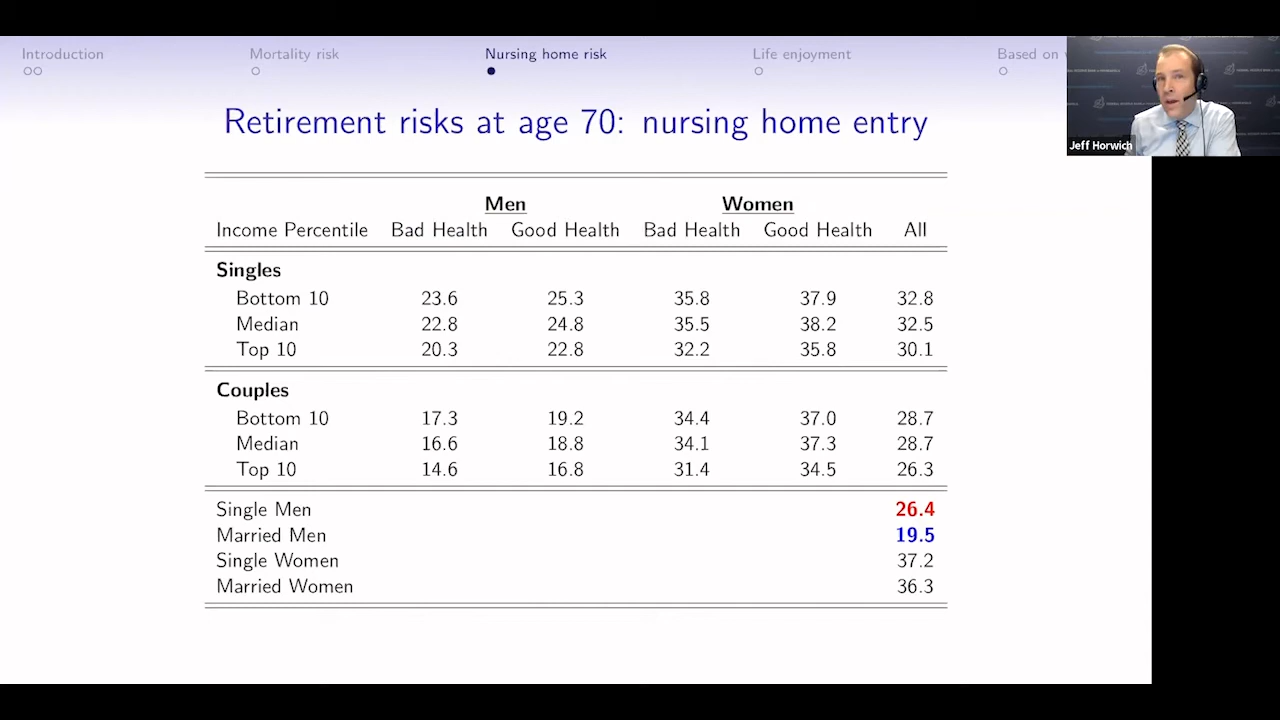 Introduction Mortality risk Nursing home risk Life enjoyment Based on
Retirement risks at age 70: nursing home entry
Jeff Horwich
Men Women
Income Percentile Bad Health Good Health Bad Health Good Health All
Singles
Bottom 10 23.6 25.3 35.8 37.9 32.8
Median 22.8 24.8 35.5 38.2 32.5
Top 10 20.3 22.8 32.2 35.8 30.1
Couples
Bottom 10 17.3 19.2 34.4 37.0 28.7
Median 16.6 18.8 34.1 37.3 28.7
Top 10 14.6 16.8 31.4 34.5 26.3
Single Men 26.4
Married Men 19.5
Single Women 37.2
Married Women 36.3